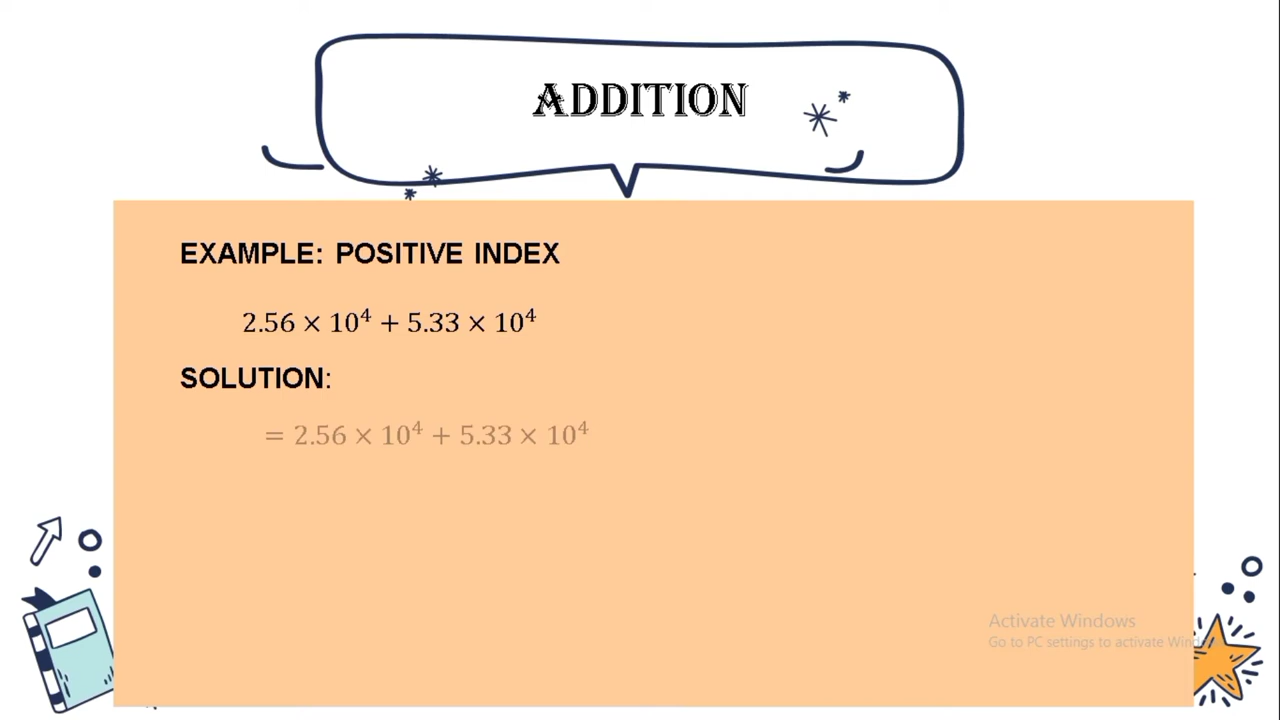 ADDITION
EXAMPLE: POSITIVE INDEX
2.56 × 10⁴ + 5.33 × 10⁴
SOLUTION:
= 2.56 × 10⁴ + 5.33 × 10⁴
Activate Windows
Go to PC settings to activate Windows